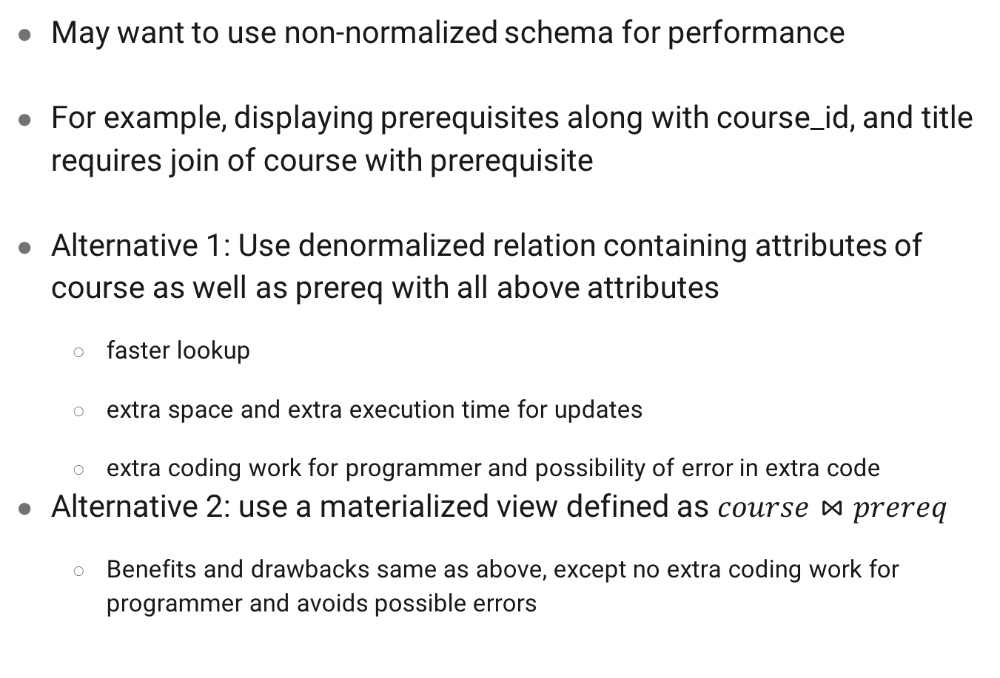 ● May want to use non-normalized schema for performance
● For example, displaying prerequisites along with course_id, and title
requires join of course with prerequisite
● Alternative 1: Use denormalized relation containing attributes of
course as well as prereq with all above attributes
○ faster lookup
○ extra space and extra execution time for updates
○ extra coding work for programmer and possibility of error in extra code
● Alternative 2: use a materialized view defined as course ⋈ prereq
○ Benefits and drawbacks same as above, except no extra coding work for
programmer and avoids possible errors